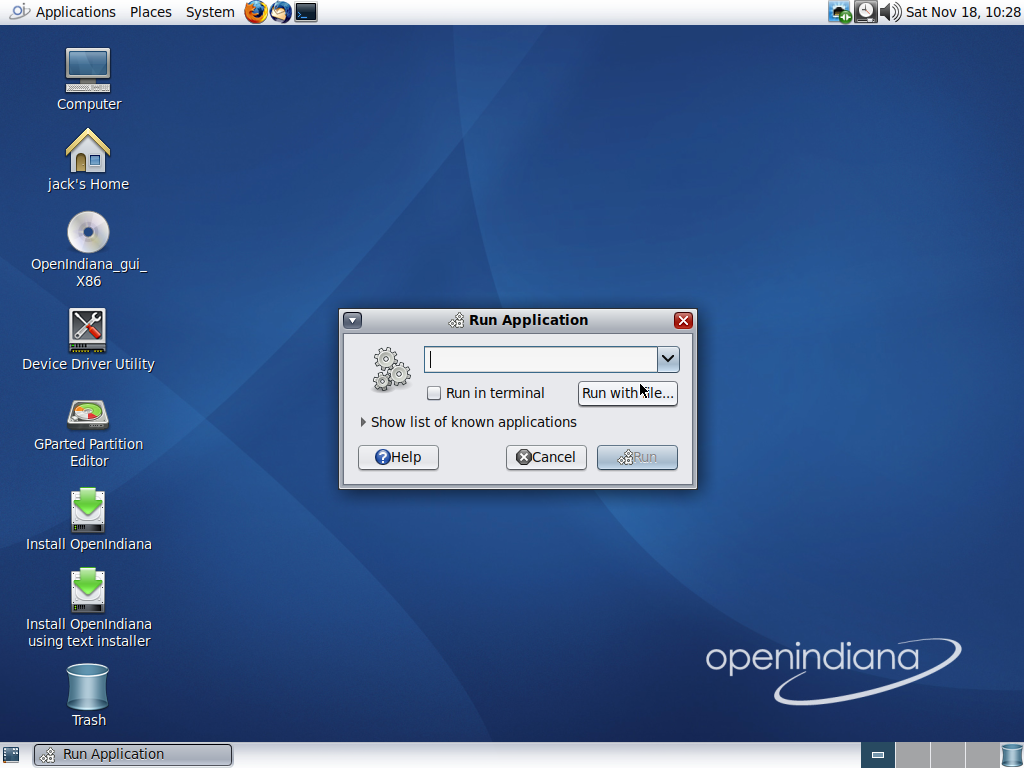 Applications Places System Sat Nov 18, 10:28
Computer
jack's Home
OpenIndiana_gui_
X86
Device Driver Utility
GParted Partition
Editor
Install OpenIndiana
Install OpenIndiana
using text installer
Trash
Run Application
Run in terminal
Run with file...
Show list of known applications
Help Cancel Run
openindiana
Run Application